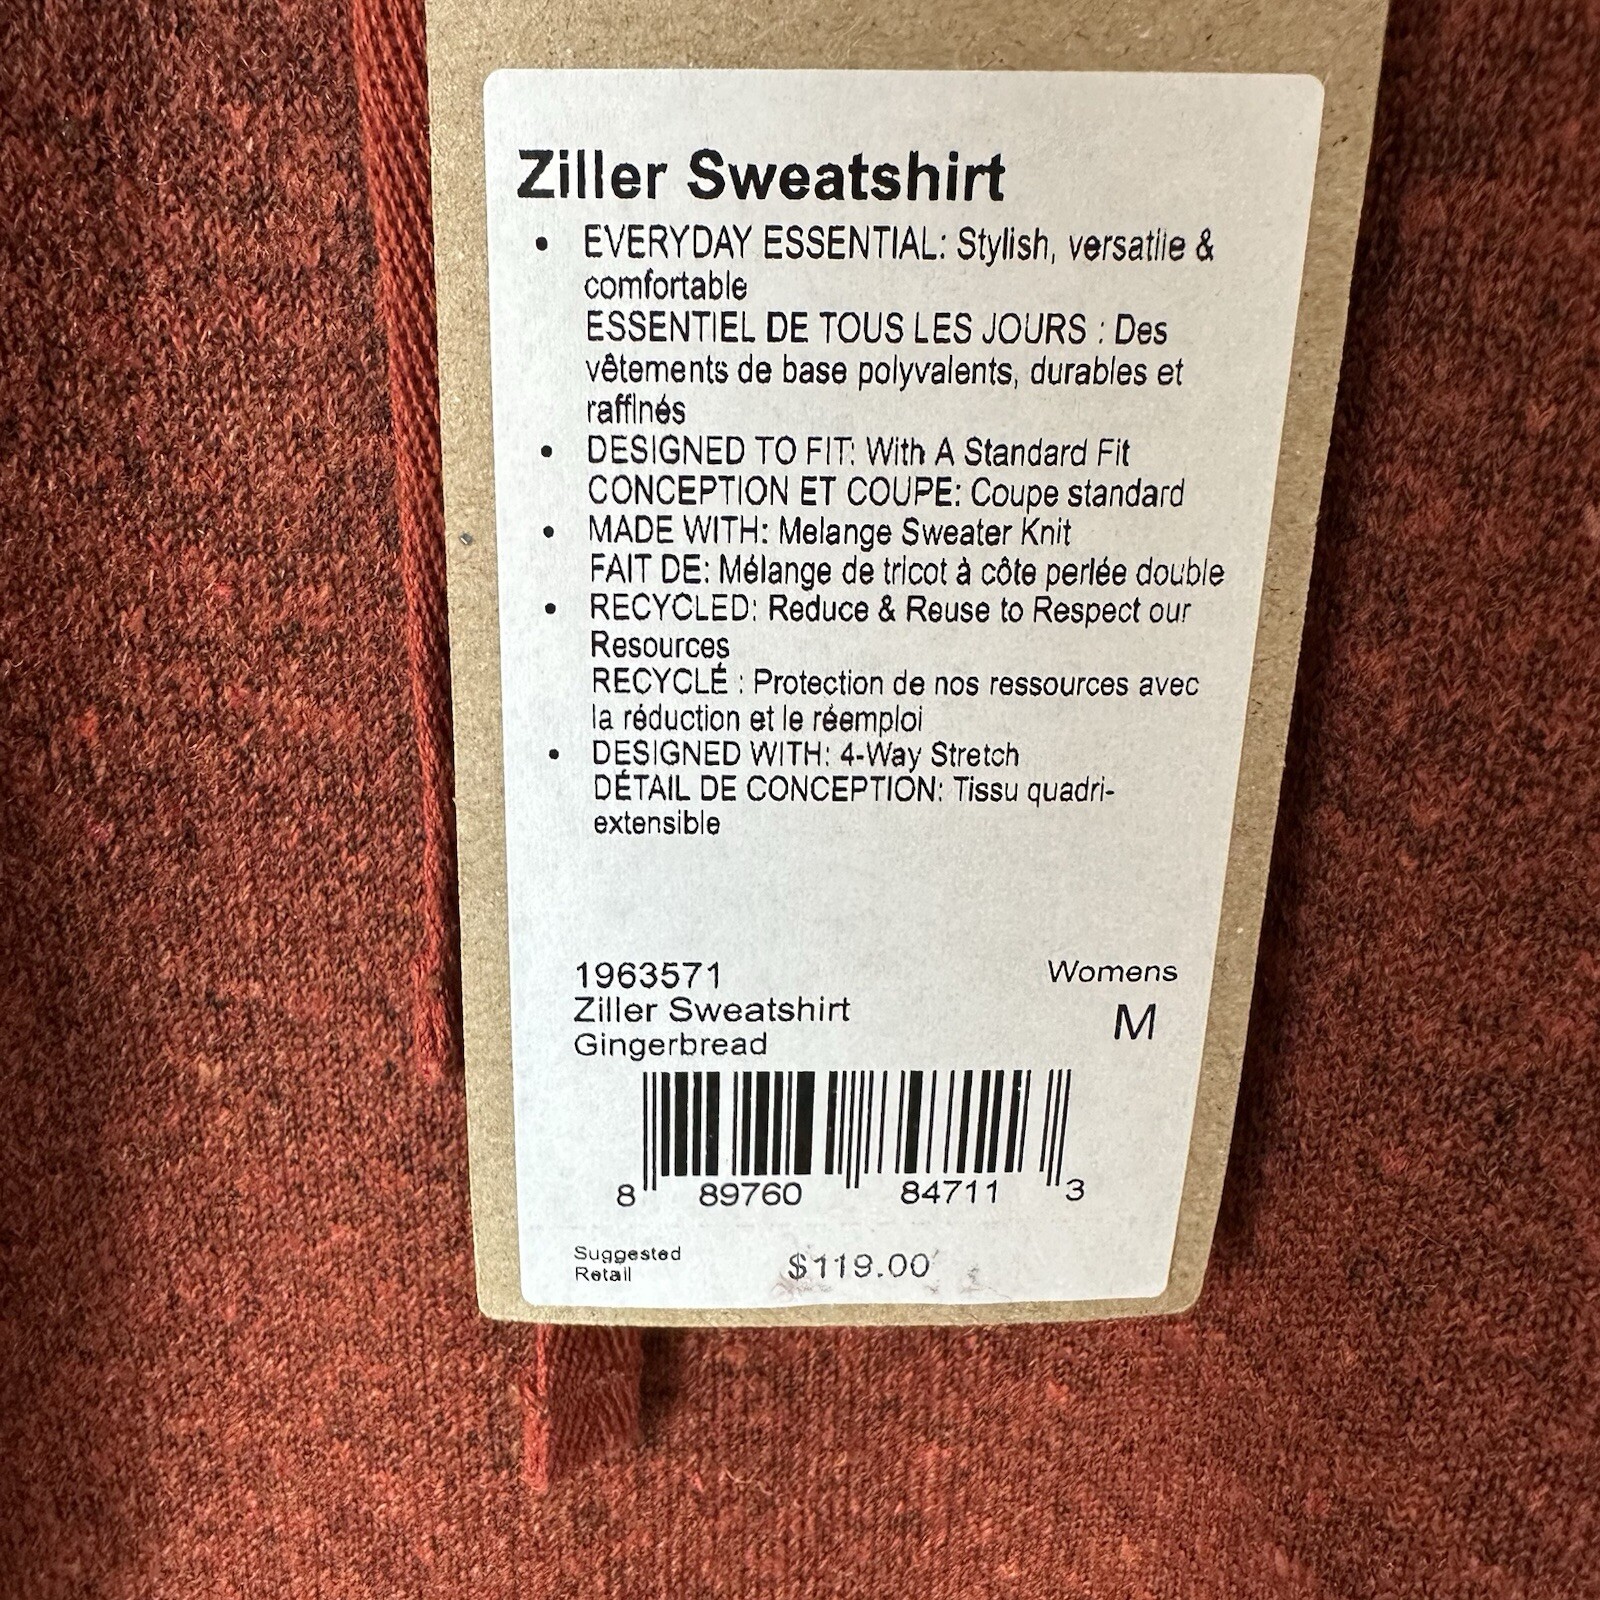 Ziller Sweatshirt
• EVERYDAY ESSENTIAL: Stylish, versatile &
comfortable
ESSENTIEL DE TOUS LES JOURS : Des
vêtements de base polyvalents, durables et
raffinés
• DESIGNED TO FIT: With A Standard Fit
CONCEPTION ET COUPE: Coupe standard
• MADE WITH: Melange Sweater Knit
FAIT DE: Mélange de tricot à côte perlée double
• RECYCLED: Reduce & Reuse to Respect our
Resources
RECYCLÉ : Protection de nos ressources avec
la réduction et le réemploi
• DESIGNED WITH: 4-Way Stretch
DÉTAIL DE CONCEPTION: Tissu quadri-
extensible
1963571 Womens
Ziller Sweatshirt M
Gingerbread
8 89760 84711 3
Suggested
Retail $119.00